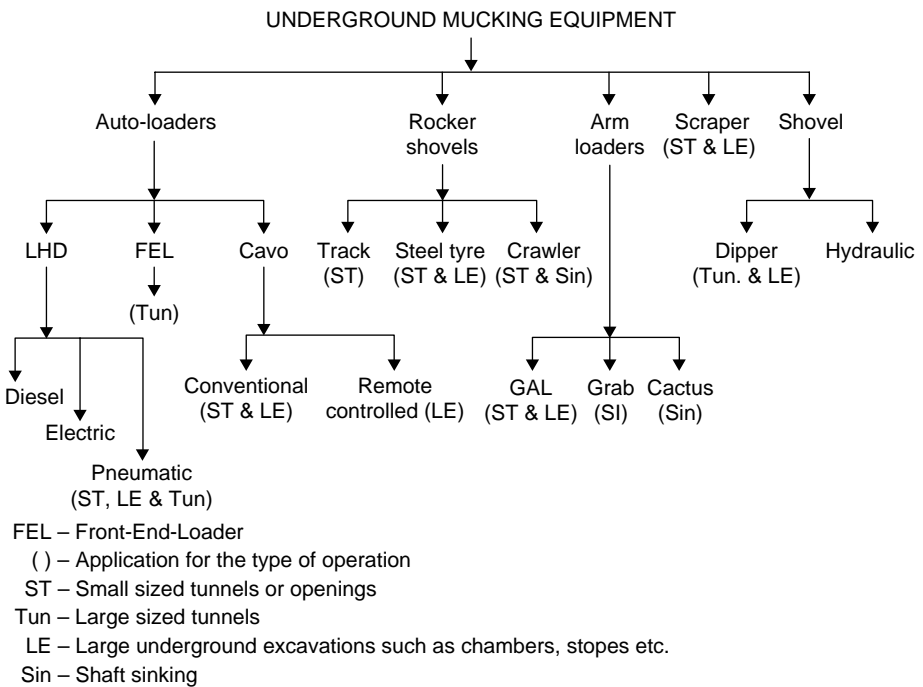 UNDERGROUND MUCKING EQUIPMENT
Auto-loaders
Rocker
shovels
Arm
loaders
Scraper
(ST & LE)
Shovel
LHD
FEL
(Tun)
Cavo
Track
(ST)
Steel tyre
(ST & LE)
Crawler
(ST & Sin)
Dipper
(Tun. & LE)
Hydraulic
Diesel
Electric
Pneumatic
(ST, LE & Tun)
Conventional
(ST & LE)
Remote
controlled (LE)
GAL
(ST & LE)
Grab
(SI)
Cactus
(Sin)
FEL – Front-End-Loader
( ) – Application for the type of operation
ST – Small sized tunnels or openings
Tun – Large sized tunnels
LE – Large underground excavations such as chambers, stopes etc.
Sin – Shaft sinking